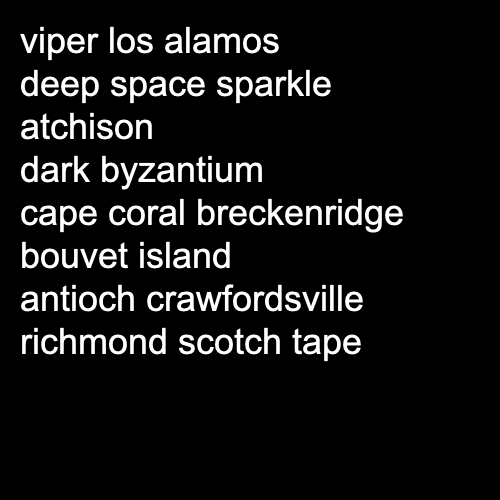 viper los alamos
deep space sparkle
atchison
dark byzantium
cape coral breckenridge
bouvet island
antioch crawfordsville
richmond scotch tape